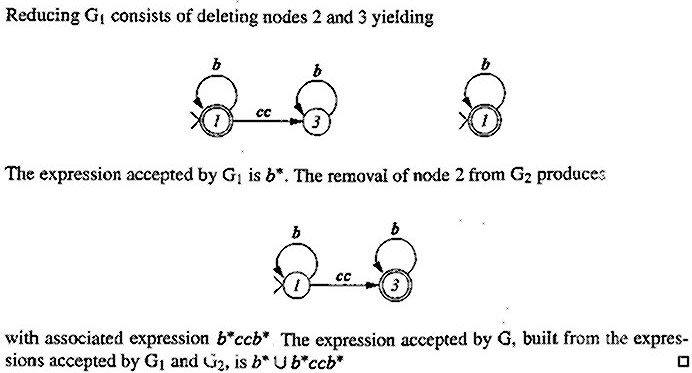 Reducing G₁ consists of deleting nodes 2 and 3 yielding
b b b
1 cc 3 1
The expression accepted by G₁ is b*. The removal of node 2 from G₂ produces
b b
1 cc 3
with associated expression b*ccb* The expression accepted by G, built from the expres-
sions accepted by G₁ and G₂, is b* ∪ b*ccb*